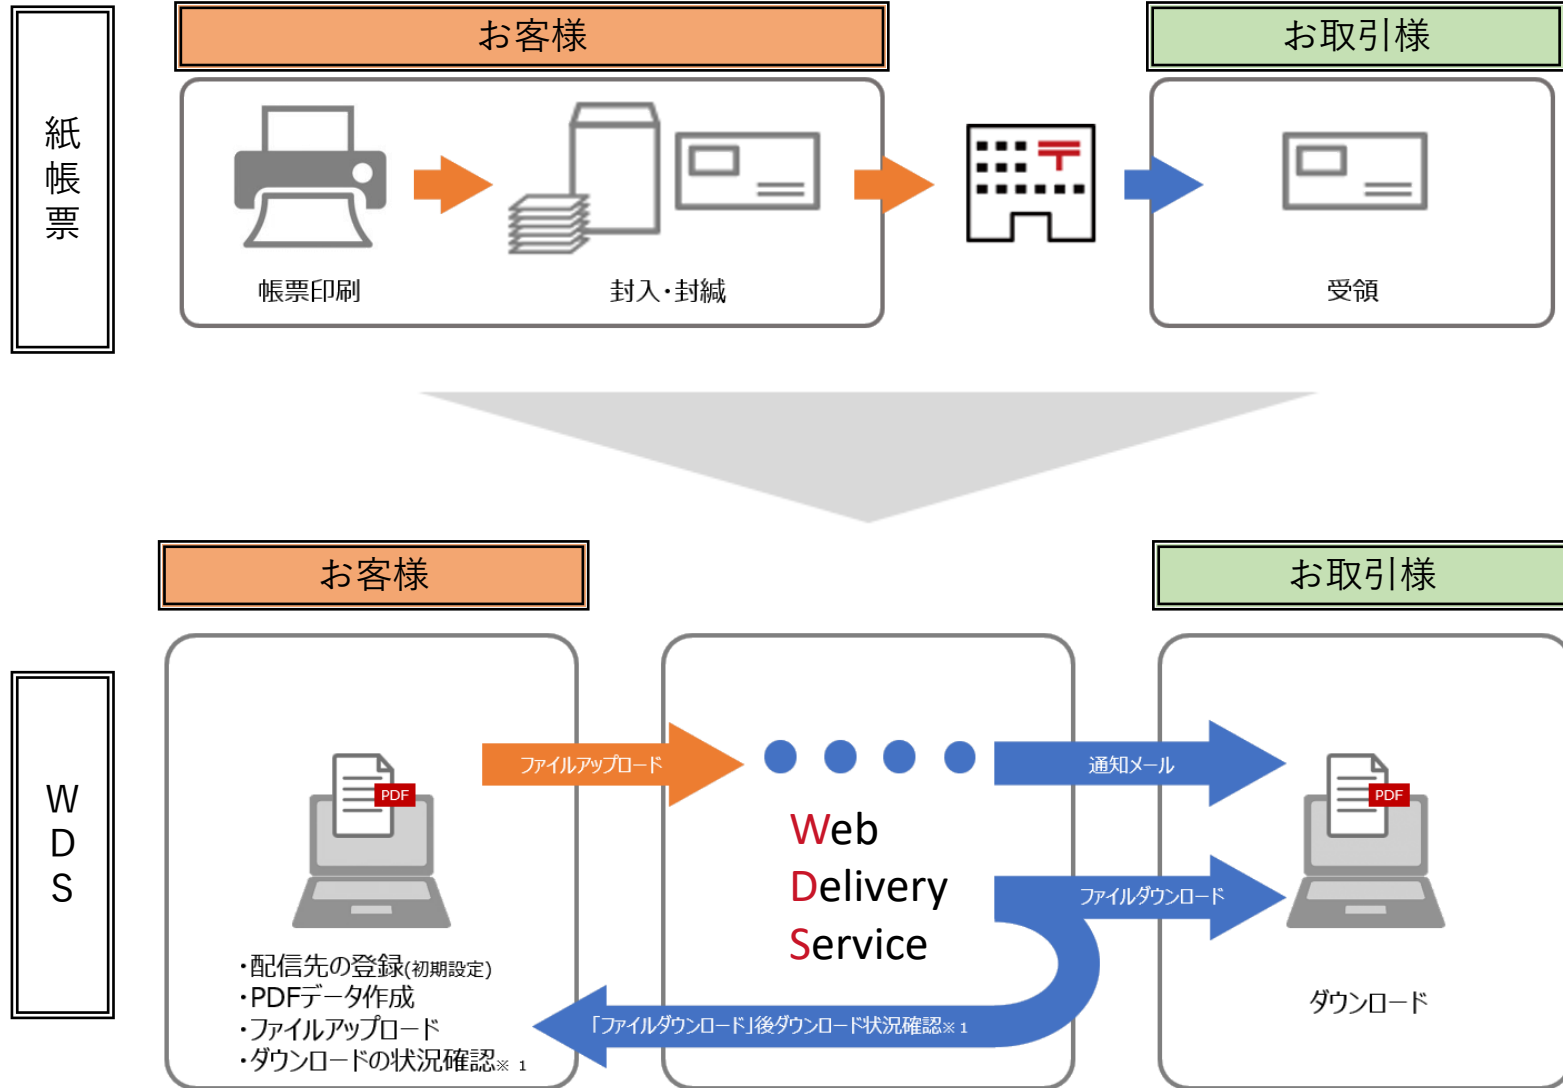 紙帳票
お客様
お取引様
帳票印刷
封入・封緘
〒
受領
お客様
お取引様
WDS
PDF
ファイルアップロード
Web
Delivery
Service
通知メール
ファイルダウンロード
PDF
・配信先の登録(初期設定)
・PDFデータ作成
・ファイルアップロード
・ダウンロードの状況確認※ 1
「ファイルダウンロード」後ダウンロード状況確認※ 1
ダウンロード